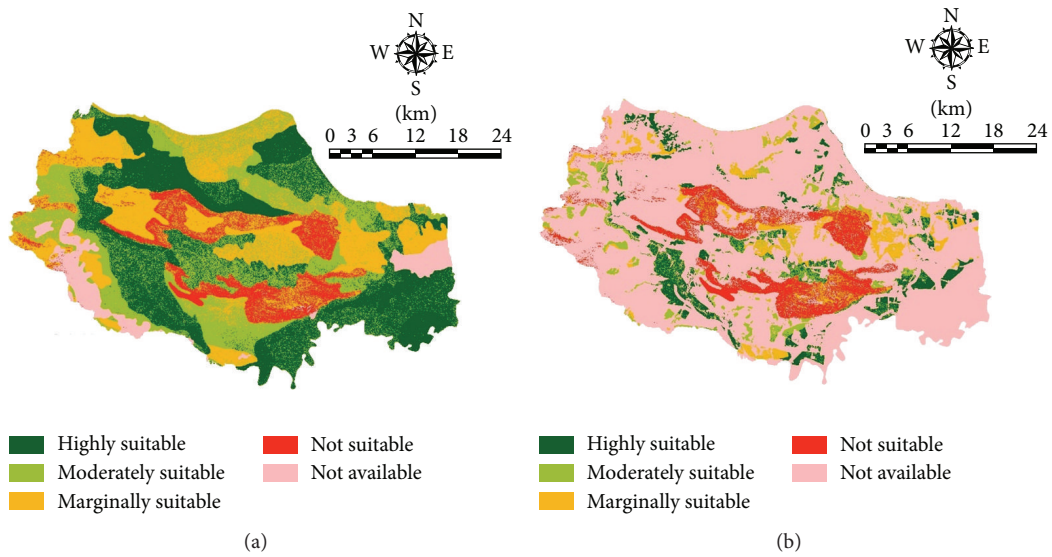 N
W E
S
(km)
0 3 6 12 18 24
Highly suitable
Moderately suitable
Marginally suitable
Not suitable
Not available
(a)
N
W E
S
(km)
0 3 6 12 18 24
Highly suitable
Moderately suitable
Marginally suitable
Not suitable
Not available
(b)